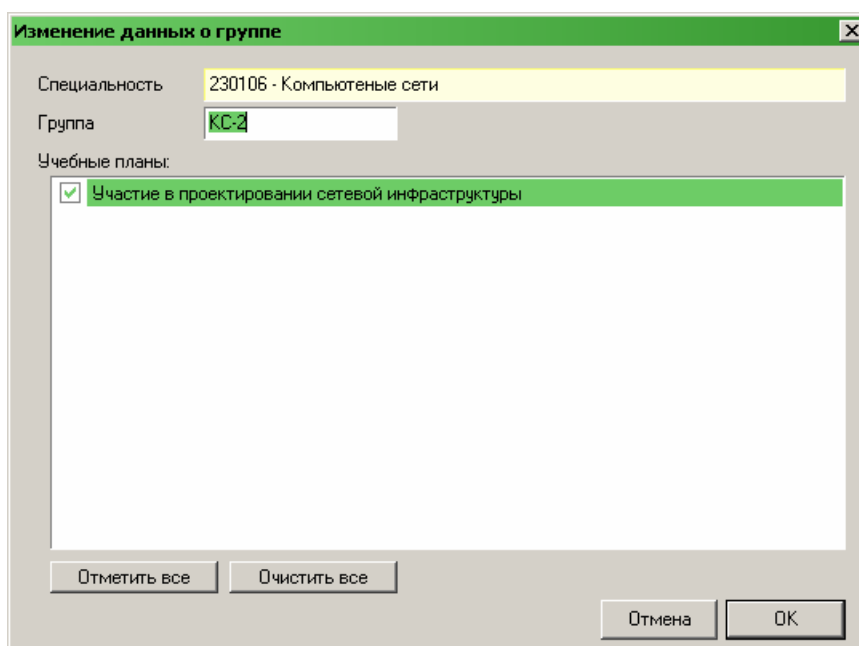 Изменение данных о группе
Специальность 230106 - Компьютеные сети
Группа КС-2
Учебные планы:
Участие в проектировании сетевой инфраструктуры
Отметить все Очистить все
Отмена ОК